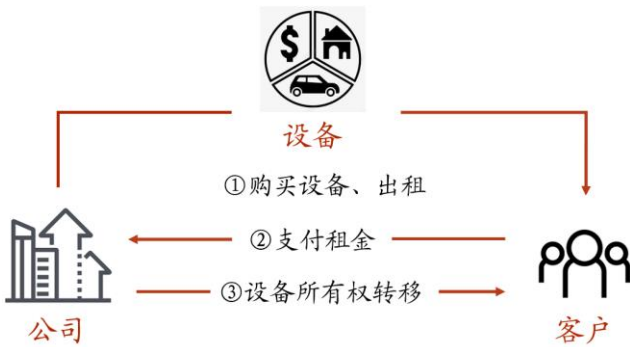 设备
①购买设备、出租
②支付租金
③设备所有权转移
公司
客户